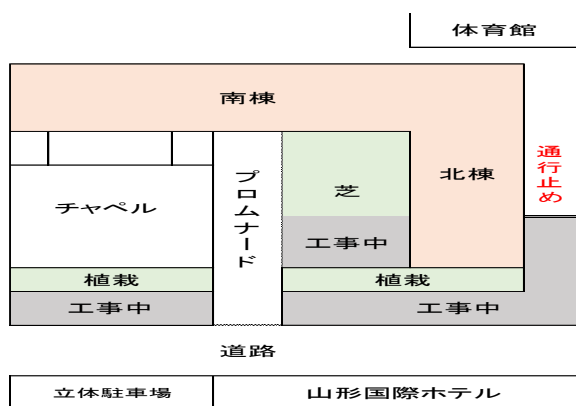 体育館
南棟
通行止め
プロムナード
芝
北棟
チャペル
工事中
植栽
植栽
工事中
工事中
道路
立体駐車場
山形国際ホテル